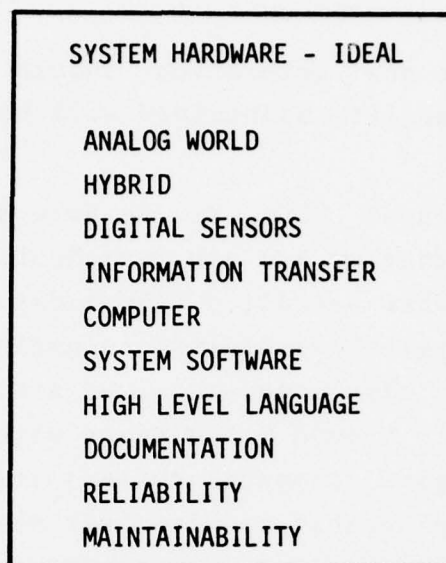 SYSTEM HARDWARE - IDEAL
ANALOG WORLD
HYBRID
DIGITAL SENSORS
INFORMATION TRANSFER
COMPUTER
SYSTEM SOFTWARE
HIGH LEVEL LANGUAGE
DOCUMENTATION
RELIABILITY
MAINTAINABILITY